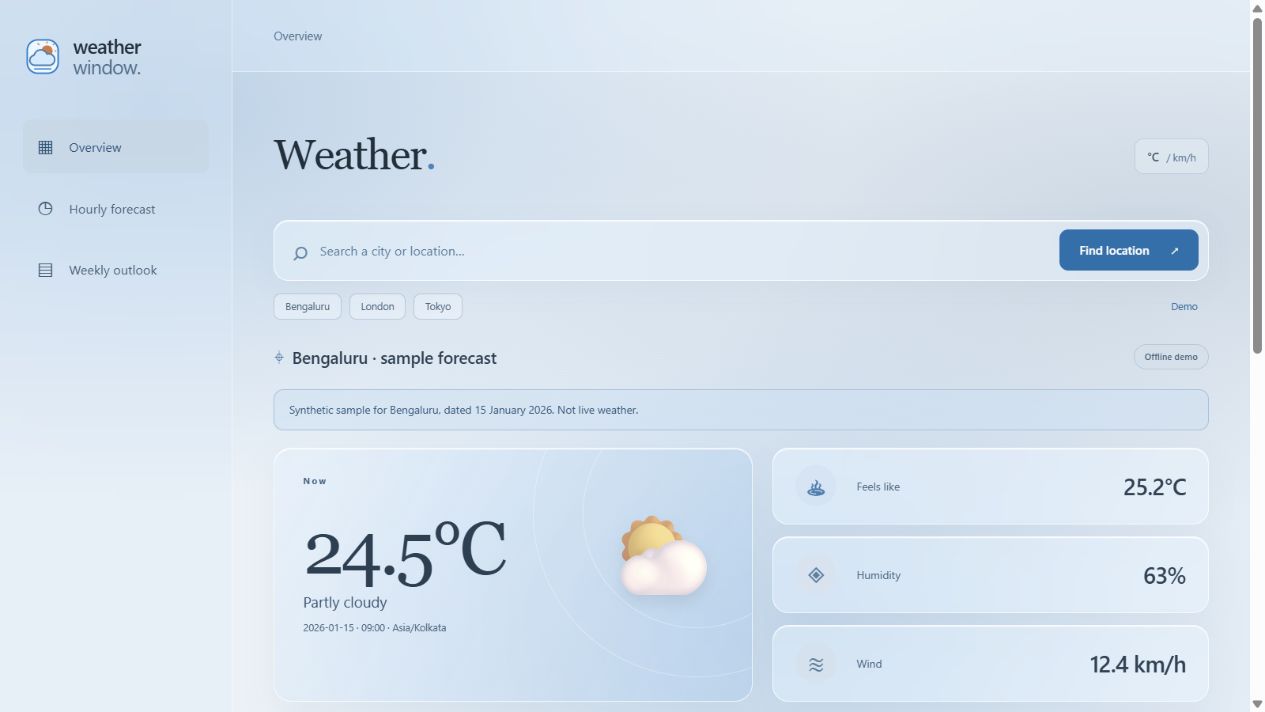 weather
window.
Overview
Hourly forecast
Weekly outlook
Overview
Weather.
°C / km/h
Search a city or location...
Find location ↗
Bengaluru
London
Tokyo
Demo
Bengaluru · sample forecast
Offline demo
Synthetic sample for Bengaluru, dated 15 January 2026. Not live weather.
Now
24.5°C
Partly cloudy
2026-01-15 · 09:00 · Asia/Kolkata
Feels like
25.2°C
Humidity
63%
Wind
12.4 km/h